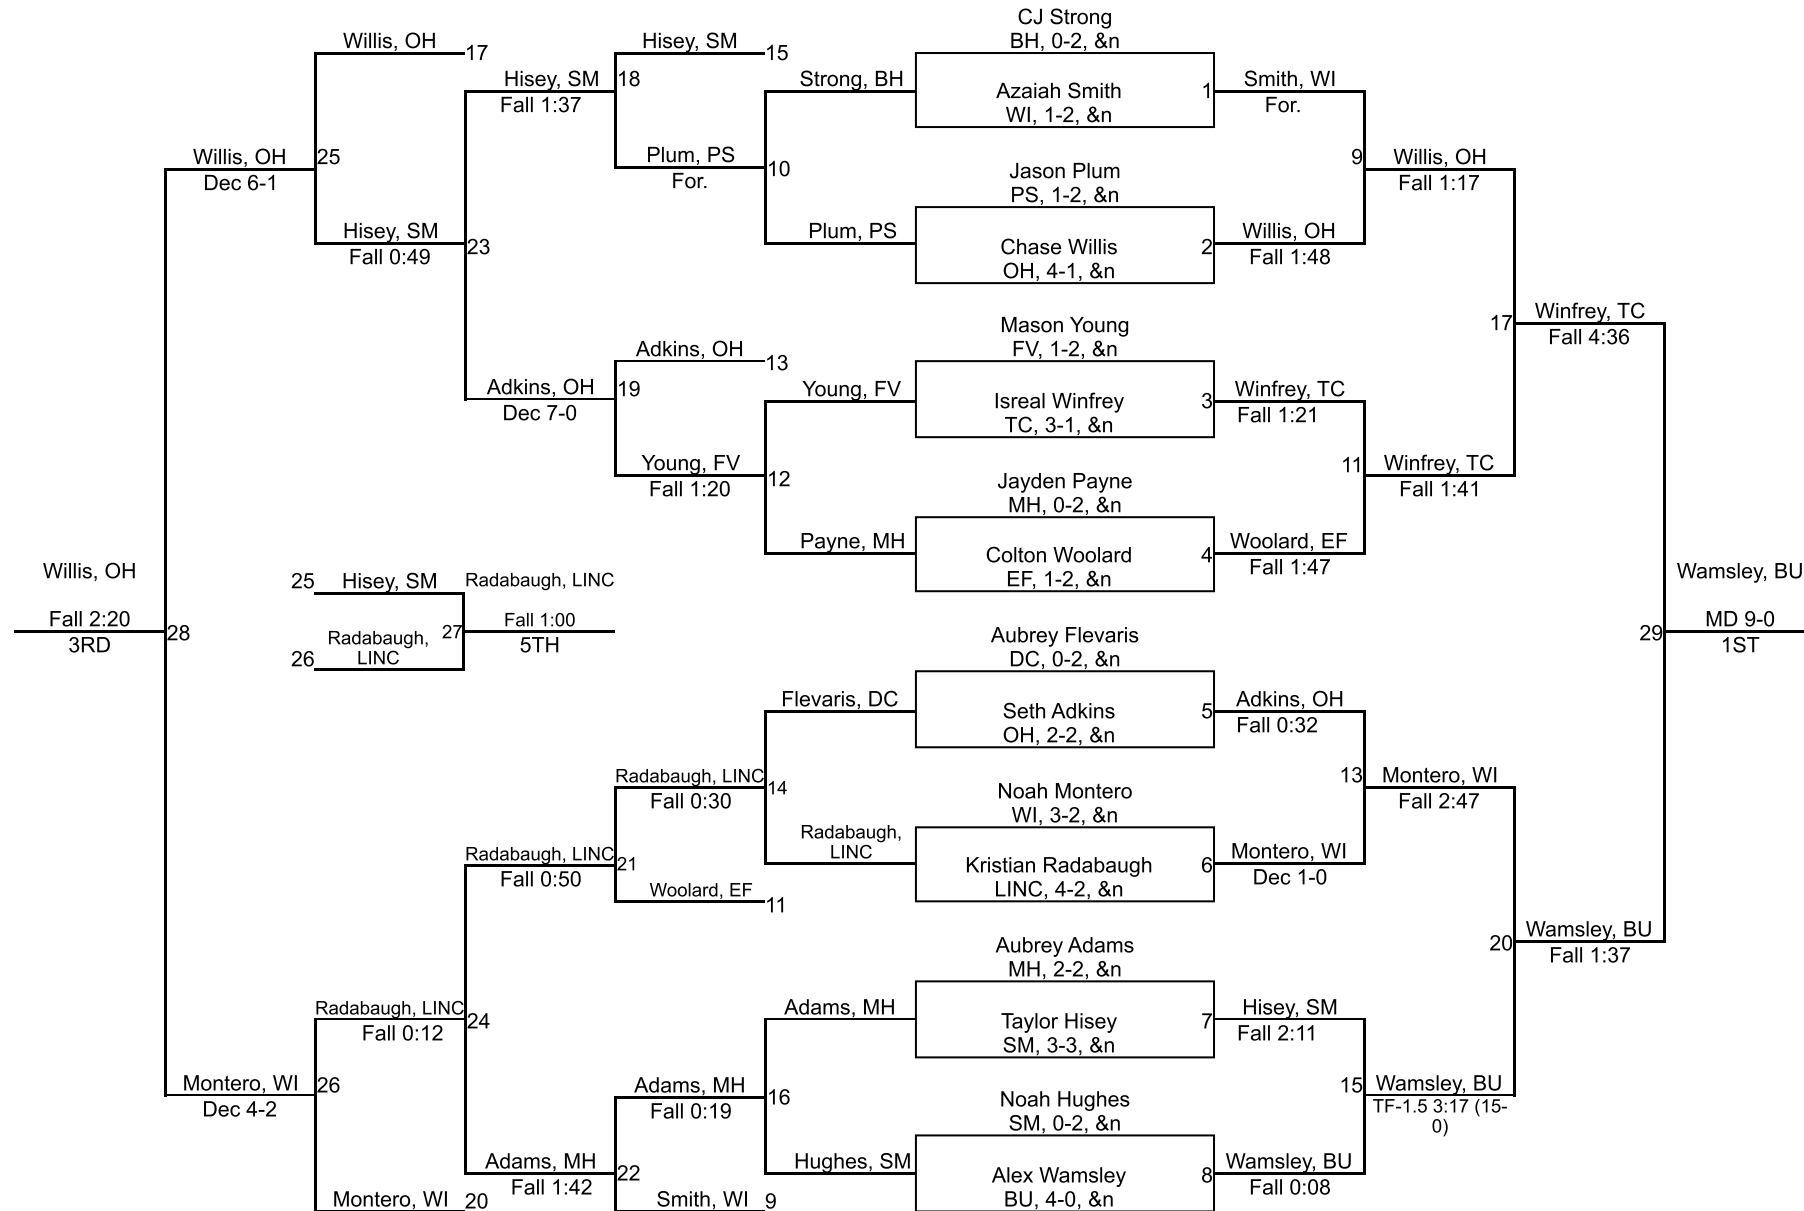 CJ Strong
BH, 0-2, &n
Willis, OH
17
Hisey, SM
15
Hisey, SM
18
Fall 1:37
Strong, BH
Azaiah Smith
WI, 1-2, &n
1
Smith, WI
For.
Willis, OH
25
Dec 6-1
Plum, PS
For.
10
Jason Plum
PS, 1-2, &n
9
Willis, OH
Fall 1:17
Hisey, SM
Fall 0:49
23
Plum, PS
Chase Willis
OH, 4-1, &n
2
Willis, OH
Fall 1:48
Mason Young
FV, 1-2, &n
17
Winfrey, TC
Fall 4:36
Adkins, OH
13
Adkins, OH
19
Dec 7-0
Young, FV
Isreal Winfrey
TC, 3-1, &n
3
Winfrey, TC
Fall 1:21
Young, FV
Fall 1:20
12
Jayden Payne
MH, 0-2, &n
11
Winfrey, TC
Fall 1:41
Payne, MH
Colton Woolard
EF, 1-2, &n
4
Woolard, EF
Fall 1:47
Willis, OH
Fall 2:20
3RD
28
25
Hisey, SM
Radabaugh,
LINC
26
27
Radabaugh, LINC
Fall 1:00
5TH
Wamsley, BU
29
MD 9-0
1ST
Aubrey Flevaris
DC, 0-2, &n
Flevaris, DC
Seth Adkins
OH, 2-2, &n
5
Adkins, OH
Fall 0:32
Radabaugh, LINC
Fall 0:30
14
Noah Montero
WI, 3-2, &n
13
Montero, WI
Fall 2:47
Radabaugh, LINC
Fall 0:50
21
Radabaugh,
LINC
Kristian Radabaugh
LINC, 4-2, &n
6
Montero, WI
Dec 1-0
Woolard, EF
11
Aubrey Adams
MH, 2-2, &n
20
Wamsley, BU
Fall 1:37
Radabaugh, LINC
Fall 0:12
24
Adams, MH
Taylor Hisey
SM, 3-3, &n
7
Hisey, SM
Fall 2:11
Montero, WI
Dec 4-2
26
Adams, MH
Fall 0:19
16
Noah Hughes
SM, 0-2, &n
15
Wamsley, BU
TF-1.5 3:17 (15-
0)
Adams, MH
Fall 1:42
22
Hughes, SM
Alex Wamsley
BU, 4-0, &n
8
Wamsley, BU
Fall 0:08
Montero, WI
20
Smith, WI
9